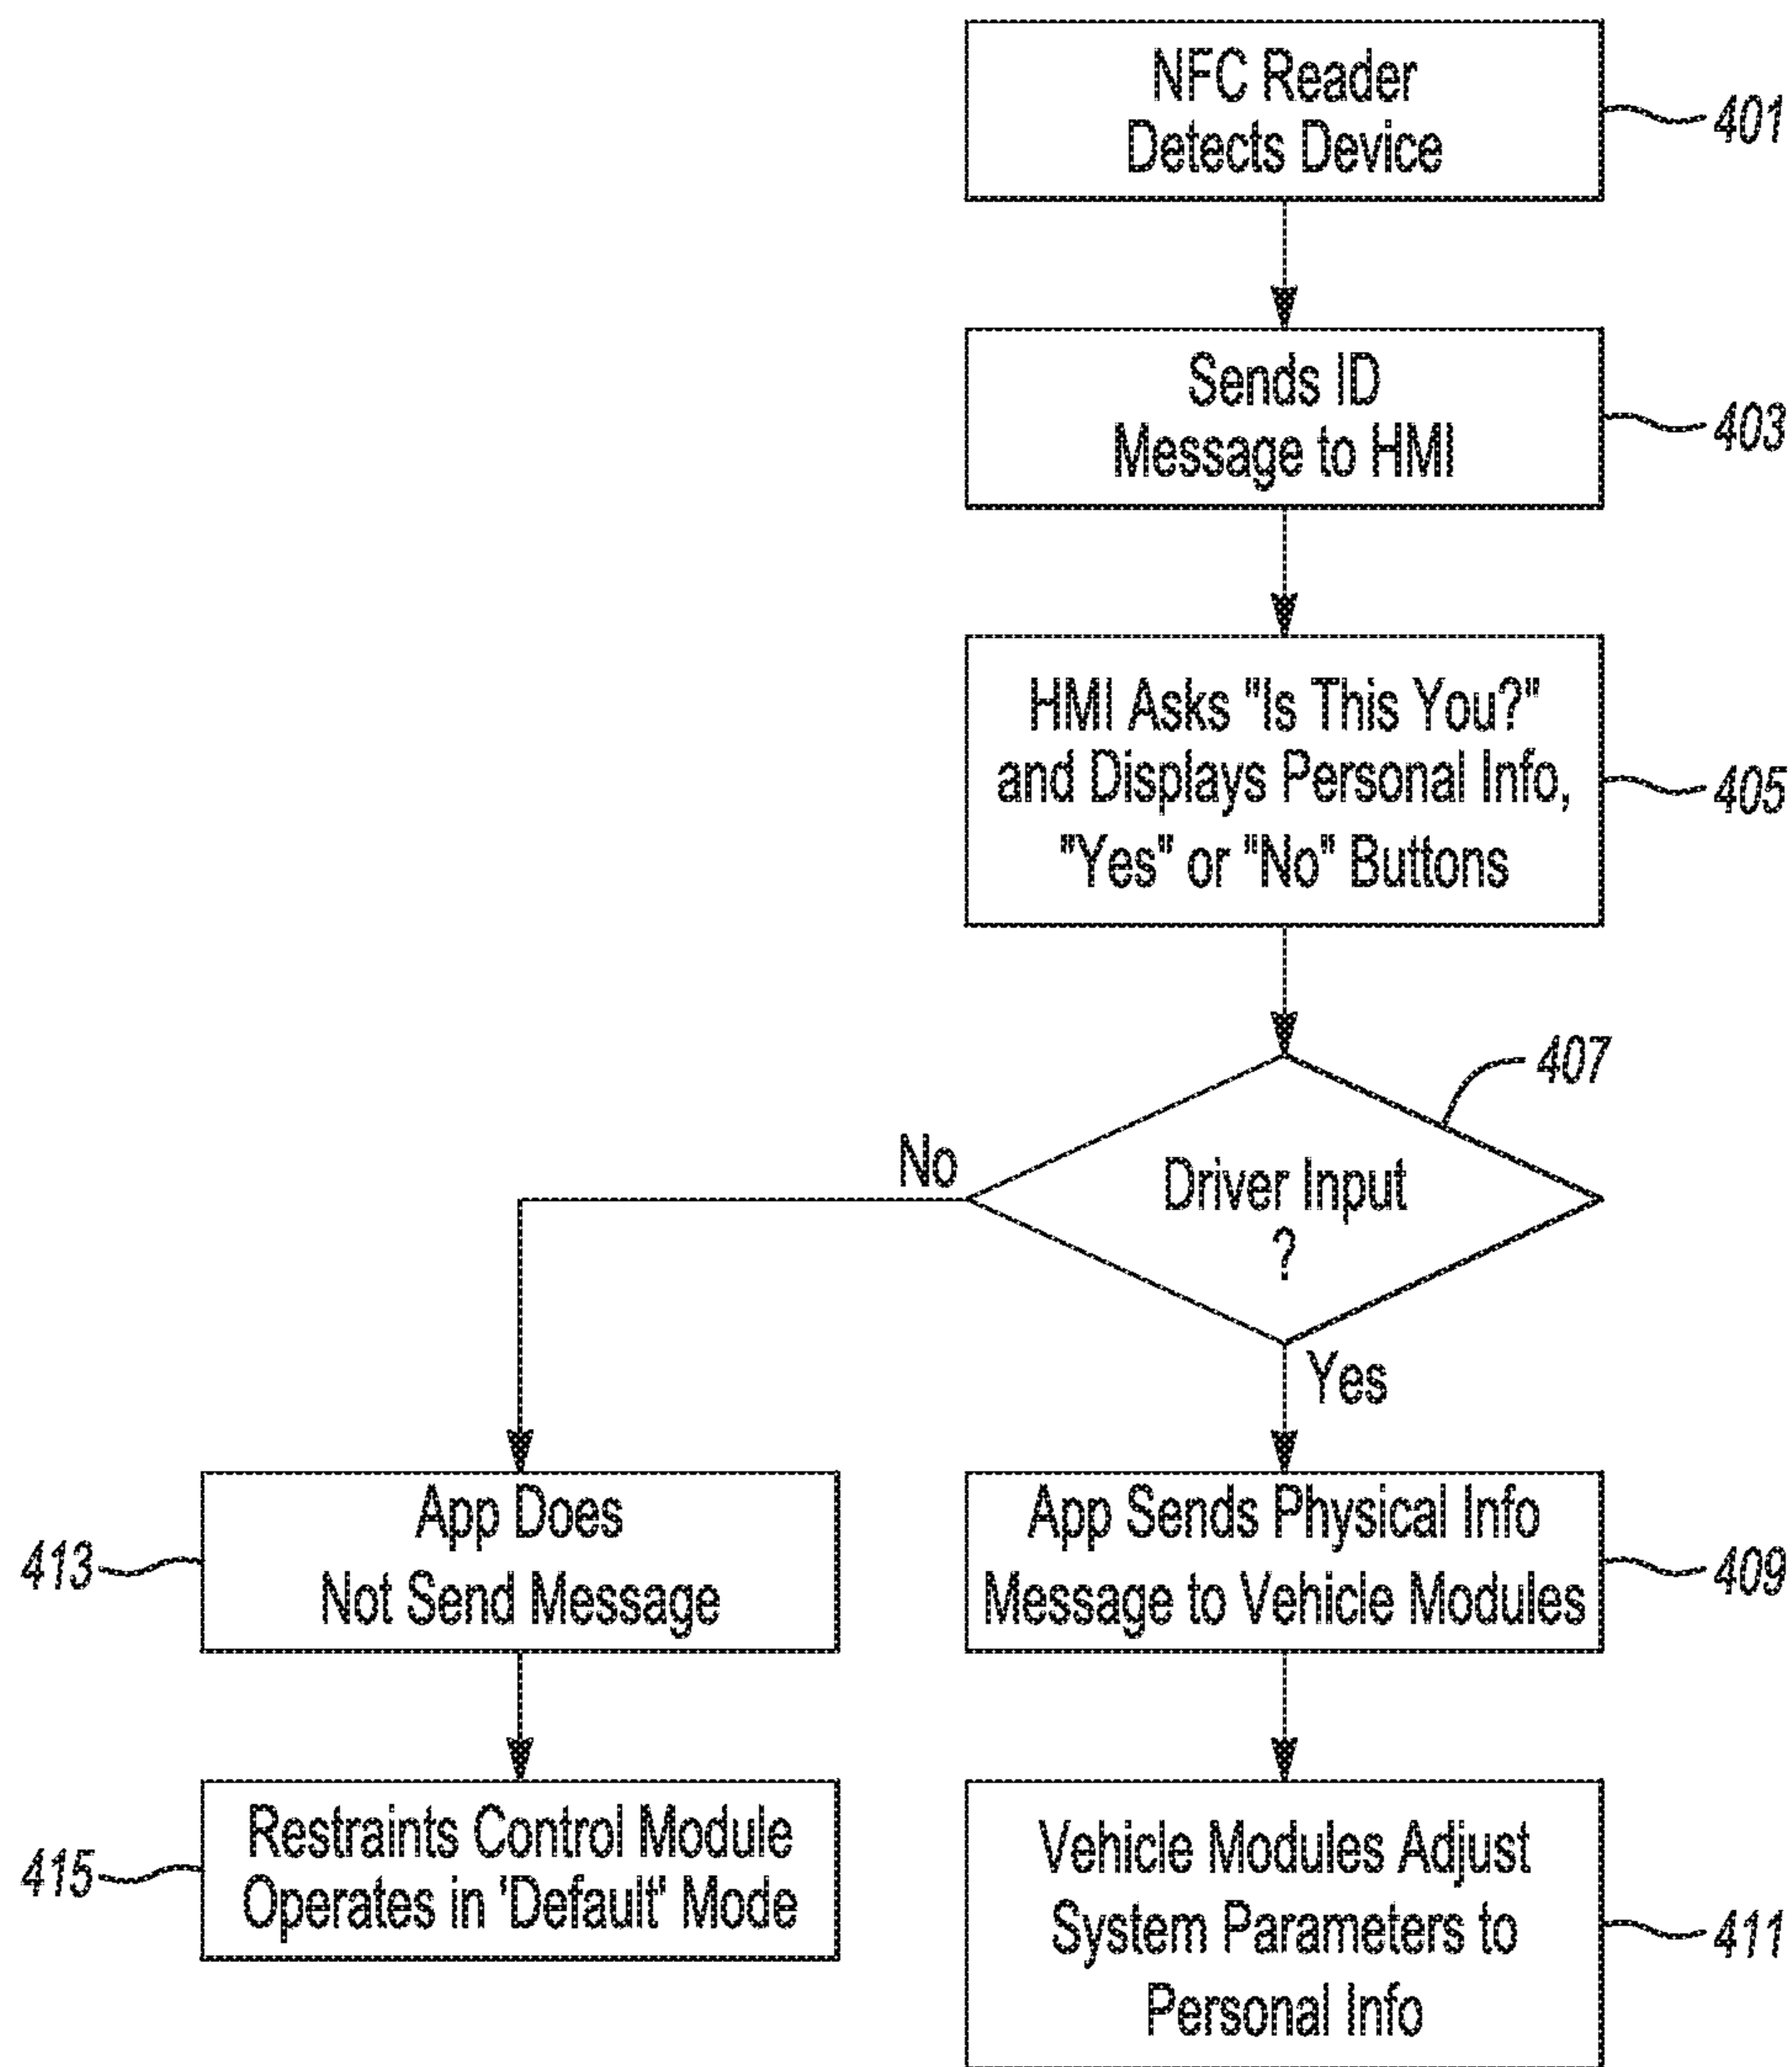 NFC Reader
Detects Device
401
Sends ID
Message to HMI
403
HMI Asks "Is This You?"
and Displays Personal Info,
"Yes" or "No" Buttons
405
407
Driver Input
?
No
Yes
App Does
Not Send Message
413
App Sends Physical Info
Message to Vehicle Modules
409
Restraints Control Module
Operates in 'Default' Mode
415
Vehicle Modules Adjust
System Parameters to
Personal Info
411